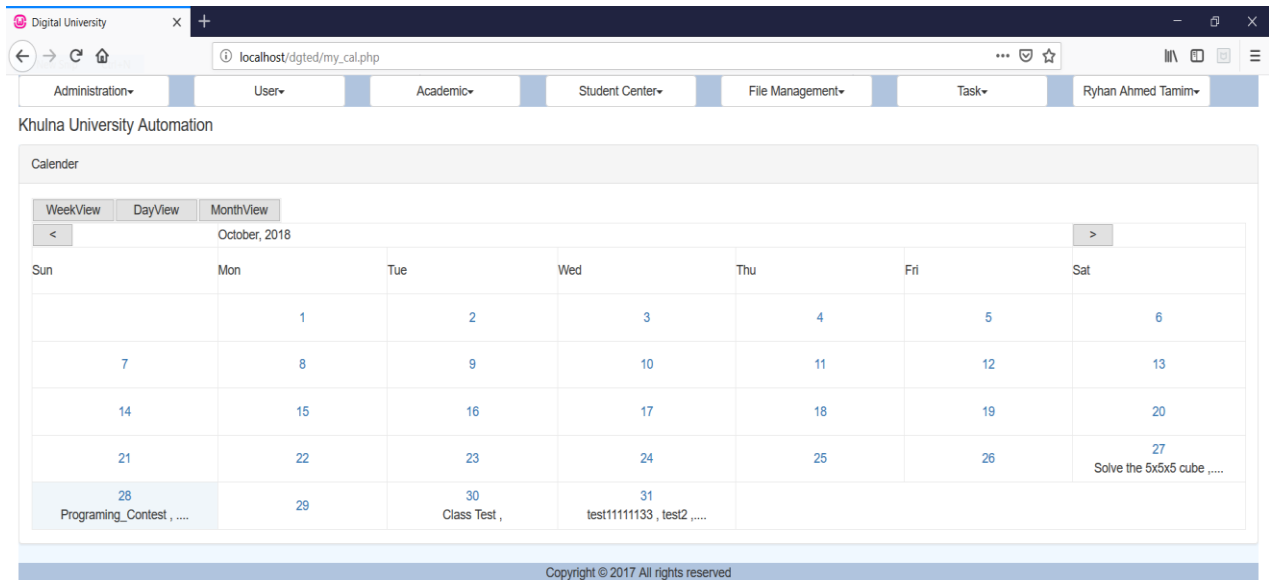 Digital University
localhost/dgted/my_cal.php
Administration User Academic Student Center File Management Task Ryhan Ahmed Tamim
Khulna University Automation
Calender
WeekView DayView MonthView
< October, 2018 >
Sun Mon Tue Wed Thu Fri Sat
1 2 3 4 5 6
7 8 9 10 11 12 13
14 15 16 17 18 19 20
21 22 23 24 25 26 27
Solve the 5x5x5 cube ,....
28 29 30 31
Programing_Contest , .... Class Test , test11111133 , test2 ,....
Copyright © 2017 All rights reserved